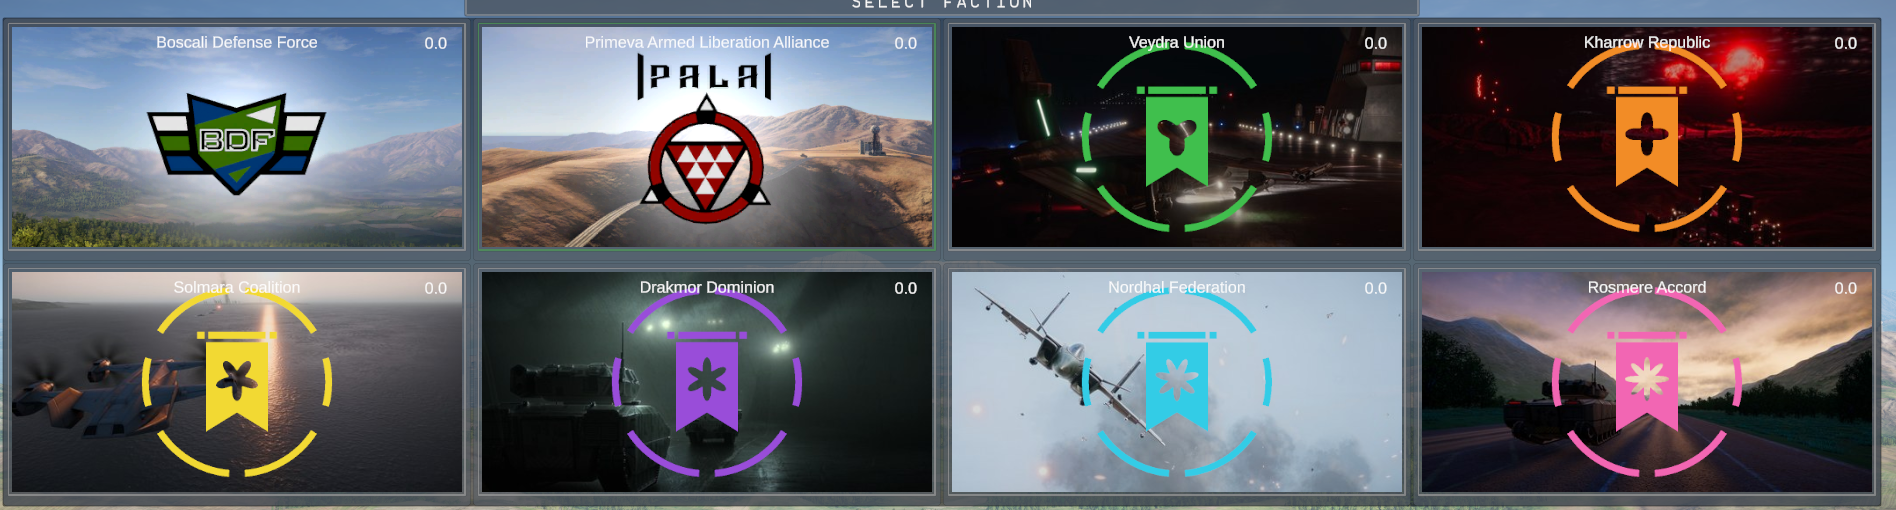 SELECT FACTION
Boscali Defense Force 0.0
Primeva Armed Liberation Alliance 0.0
Veydra Union 0.0
Kharrow Republic 0.0
PALA
BDF
Solmara Coalition 0.0
Drakmor Dominion 0.0
Nordhal Federation 0.0
Rosmere Accord 0.0